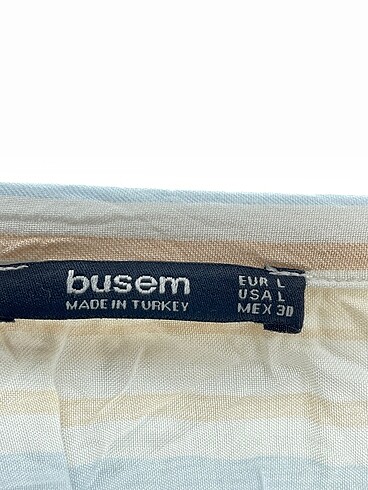 busem
MADE IN TURKEY
EUR L
USA L
MEX 30